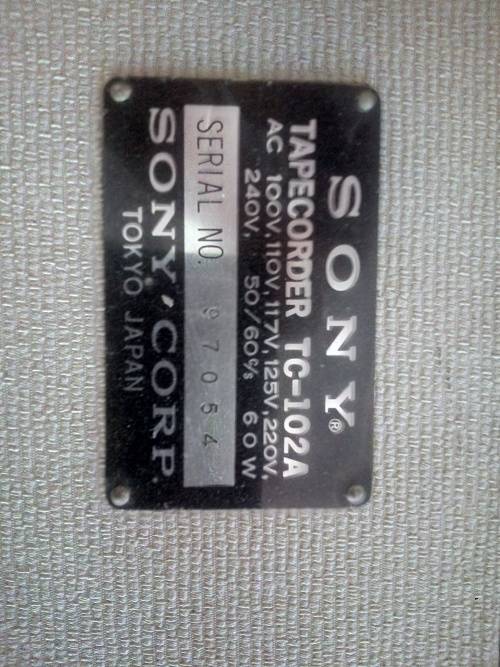 SONY®
TAPECORDER TC-102A
AC 100V,110V,117V,125V,220V,
240V, 50/60% 60W
SERIAL NO. 97054
SONY CORP.
TOKYO JAPAN